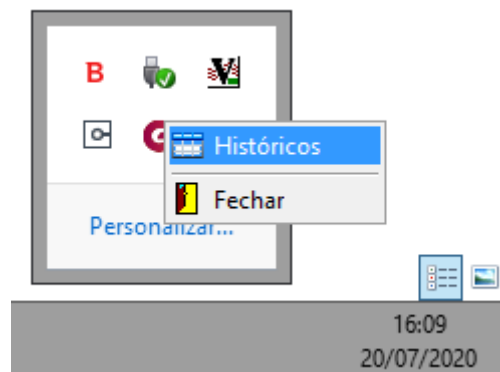 B
V
Históricos
Fechar
Personalizar...
16:09
20/07/2020